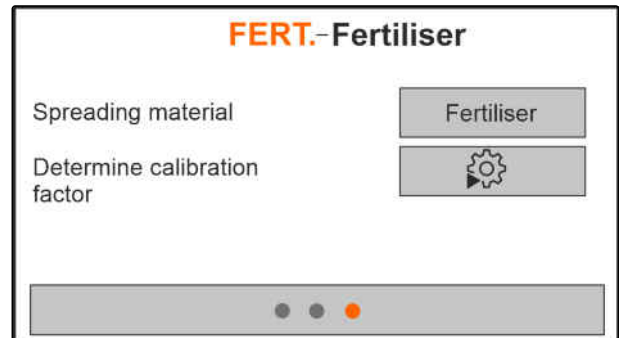 FERT.-Fertiliser
Spreading material
Fertiliser
Determine calibration
factor